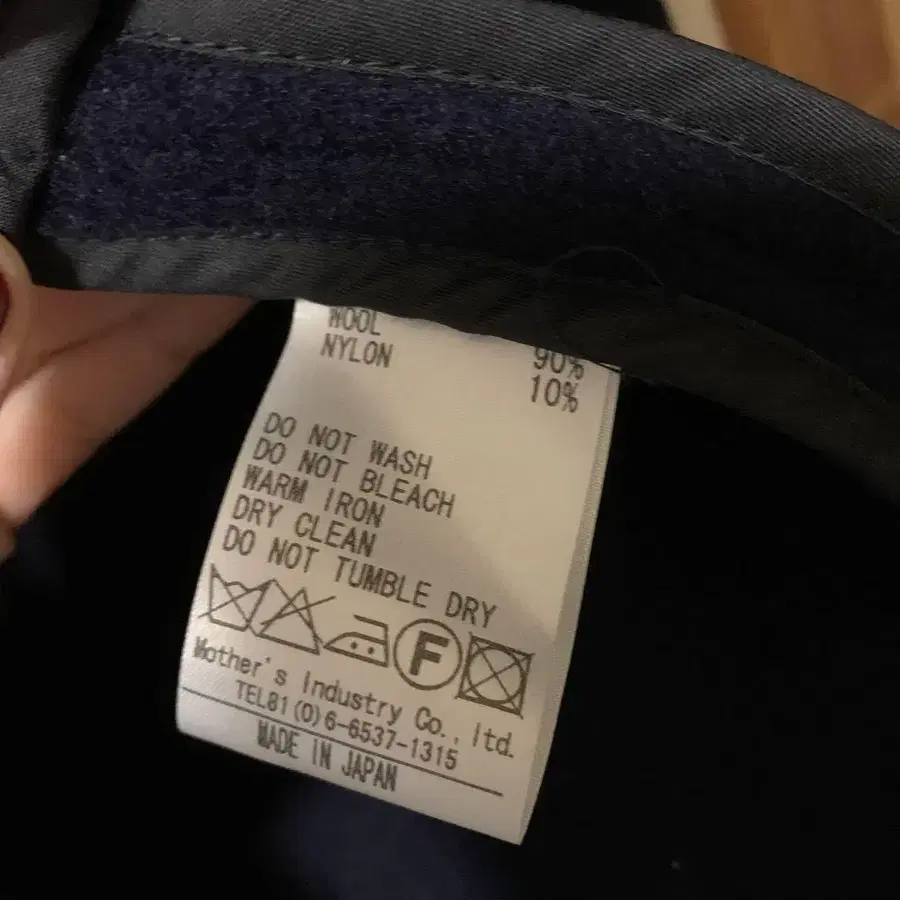 WOOL 90%
NYLON 10%
DO NOT WASH
DO NOT BLEACH
WARM IRON
DRY CLEAN
DO NOT TUMBLE DRY
F
Mother's Industry Co., ltd.
TEL81(0)6-6537-1315
MADE IN JAPAN